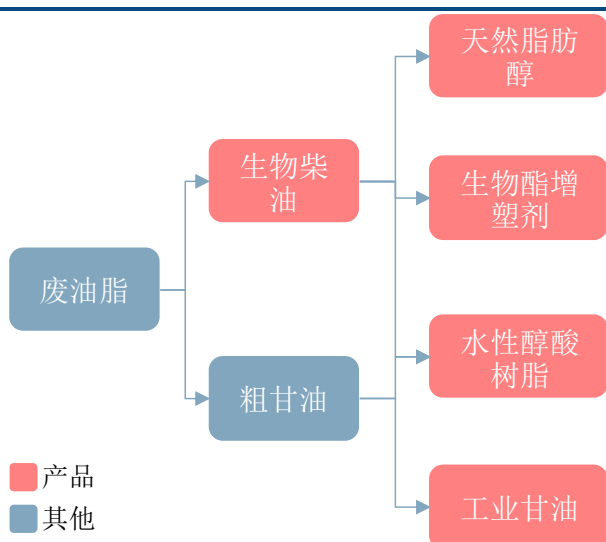 天然脂肪
醇
生物柴
油
生物酯增
塑剂
废油脂
水性醇酸
树脂
粗甘油
产品
工业甘油
其他